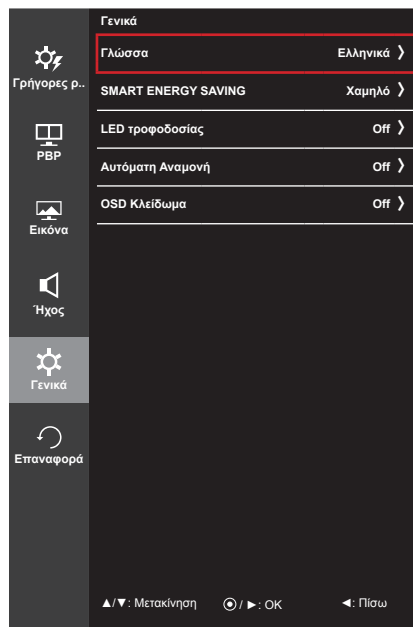 Γρήγορες ρ..
PBP
Εικόνα
Ήχος
Γενικά
Επαναφορά
Γενικά
Γλώσσα Ελληνικά ❭
SMART ENERGY SAVING Χαμηλό ❭
LED τροφοδοσίας Off ❭
Αυτόματη Αναμονή Off ❭
OSD Κλείδωμα Off ❭
▲/▼: Μετακίνηση ⦿ / ►: OK ◄: Πίσω